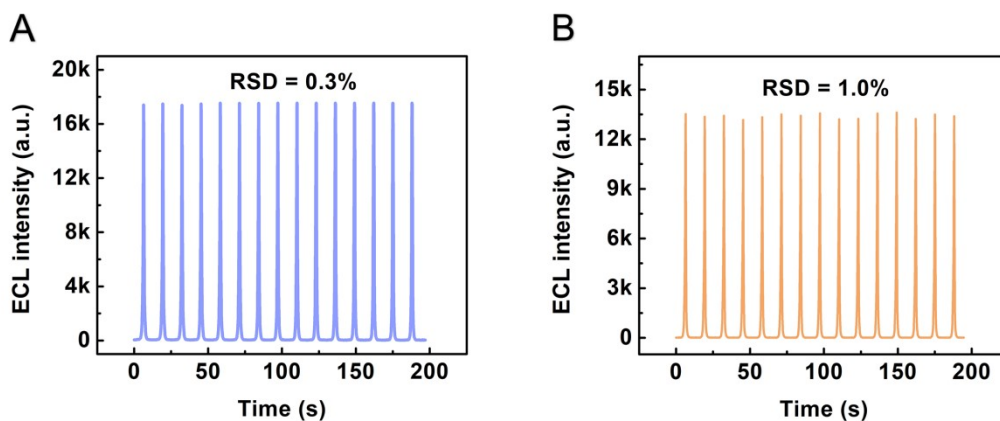 A
20k
16k
12k
8k
4k
0
ECL intensity (a.u.)
RSD = 0.3%
0 50 100 150 200
Time (s)
B
15k
12k
9k
6k
3k
0
ECL intensity (a.u.)
RSD = 1.0%
0 50 100 150 200
Time (s)